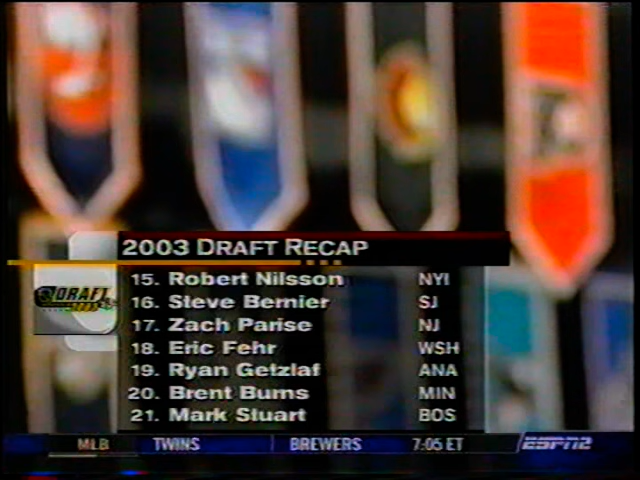 2003 DRAFT RECAP
15. Robert Nilsson NYI
16. Steve Bernier SJ
17. Zach Parise NJ
18. Eric Fehr WSH
19. Ryan Getzlaf ANA
20. Brent Burns MIN
21. Mark Stuart BOS
DRAFT
MLB TWINS BREWERS 7:05 ET ESPN2